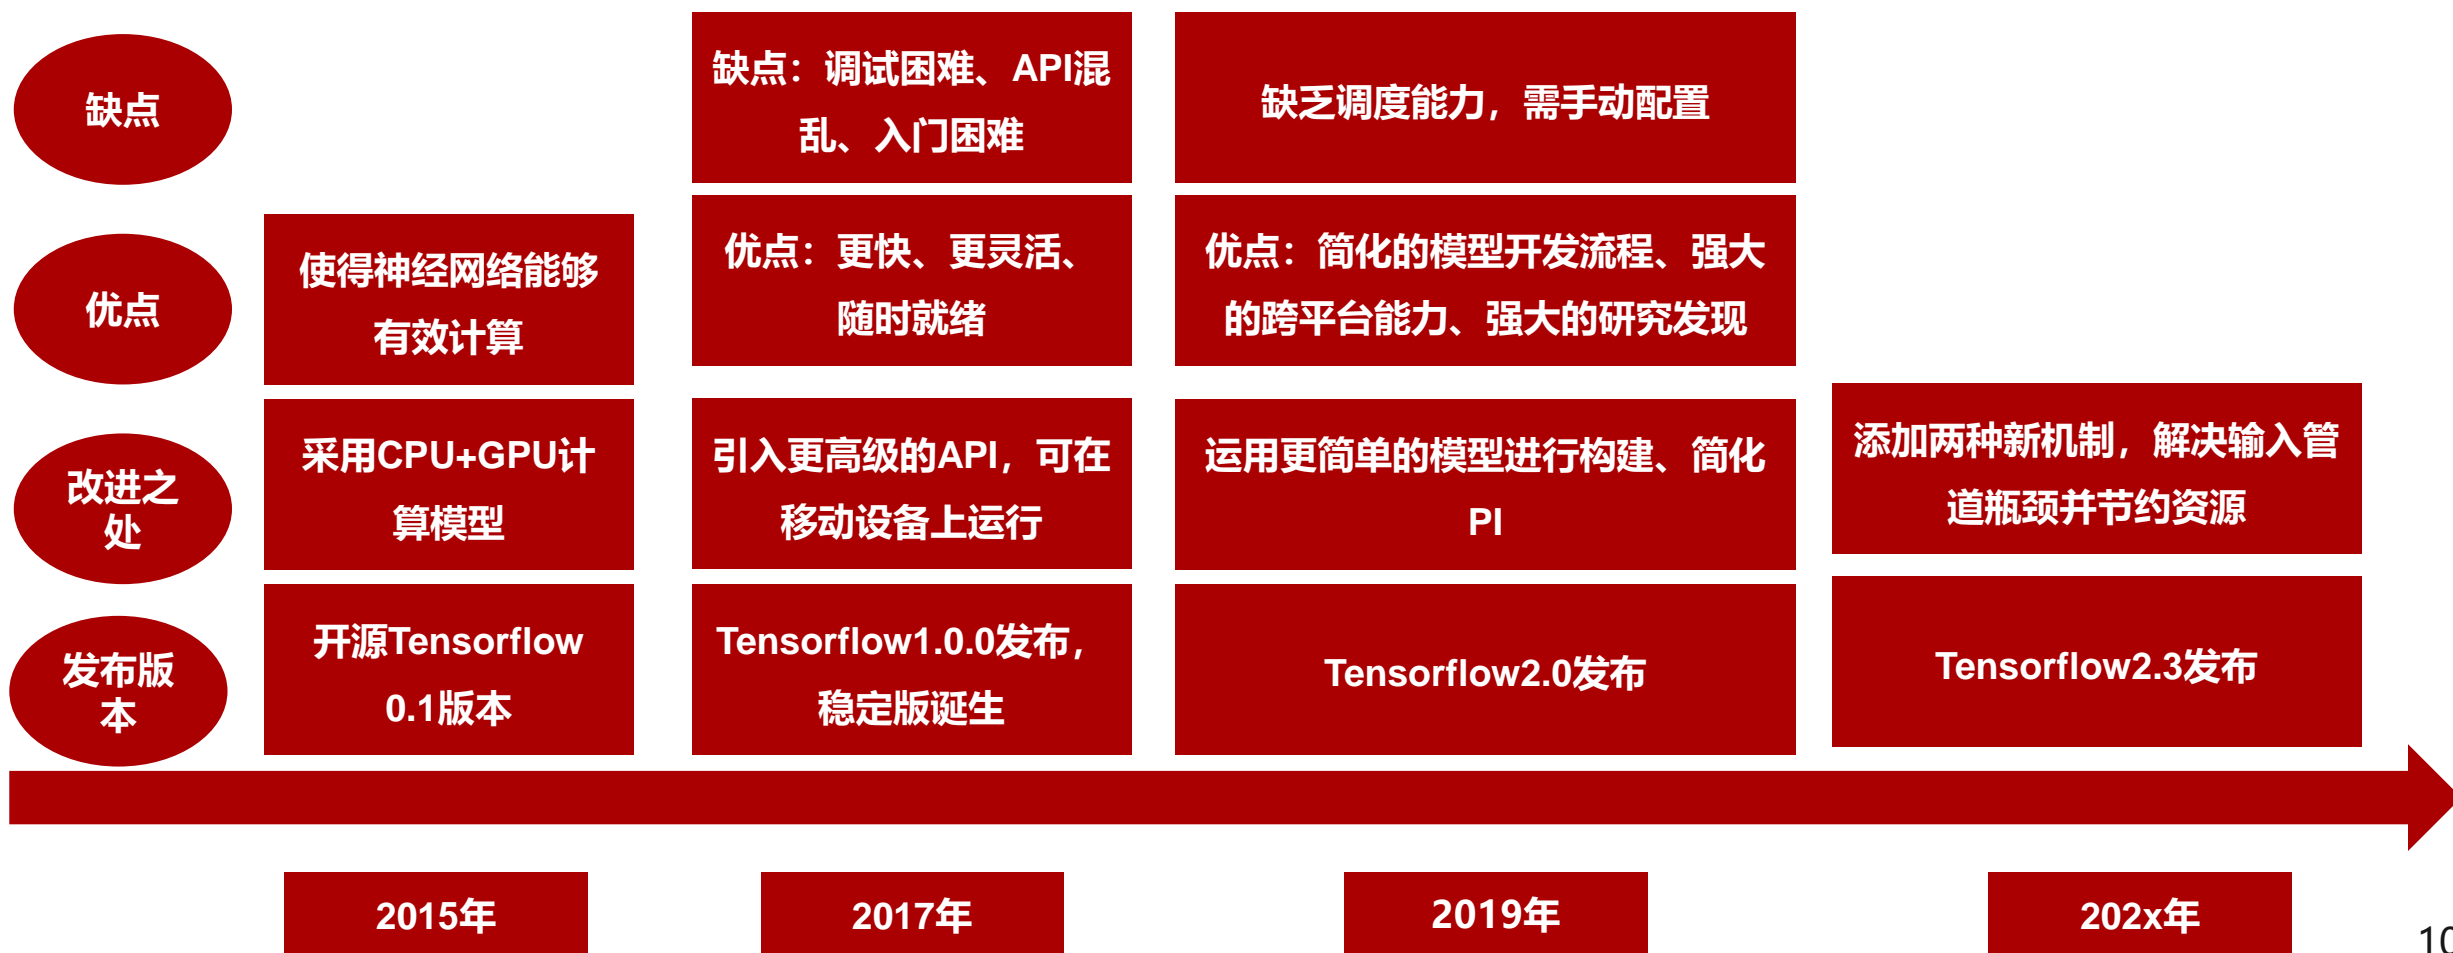 缺点
缺点：调试困难、API混
乱、入门困难
缺乏调度能力，需手动配置
优点
使得神经网络能够
有效计算
优点：更快、更灵活、
随时就绪
优点：简化的模型开发流程、强大
的跨平台能力、强大的研究发现
改进之
处
采用CPU+GPU计
算模型
引入更高级的API，可在
移动设备上运行
运用更简单的模型进行构建、简化
PI
添加两种新机制，解决输入管
道瓶颈并节约资源
发布版
本
开源Tensorflow
0.1版本
Tensorflow1.0.0发布，
稳定版诞生
Tensorflow2.0发布
Tensorflow2.3发布
2015年
2017年
2019年
202x年
10